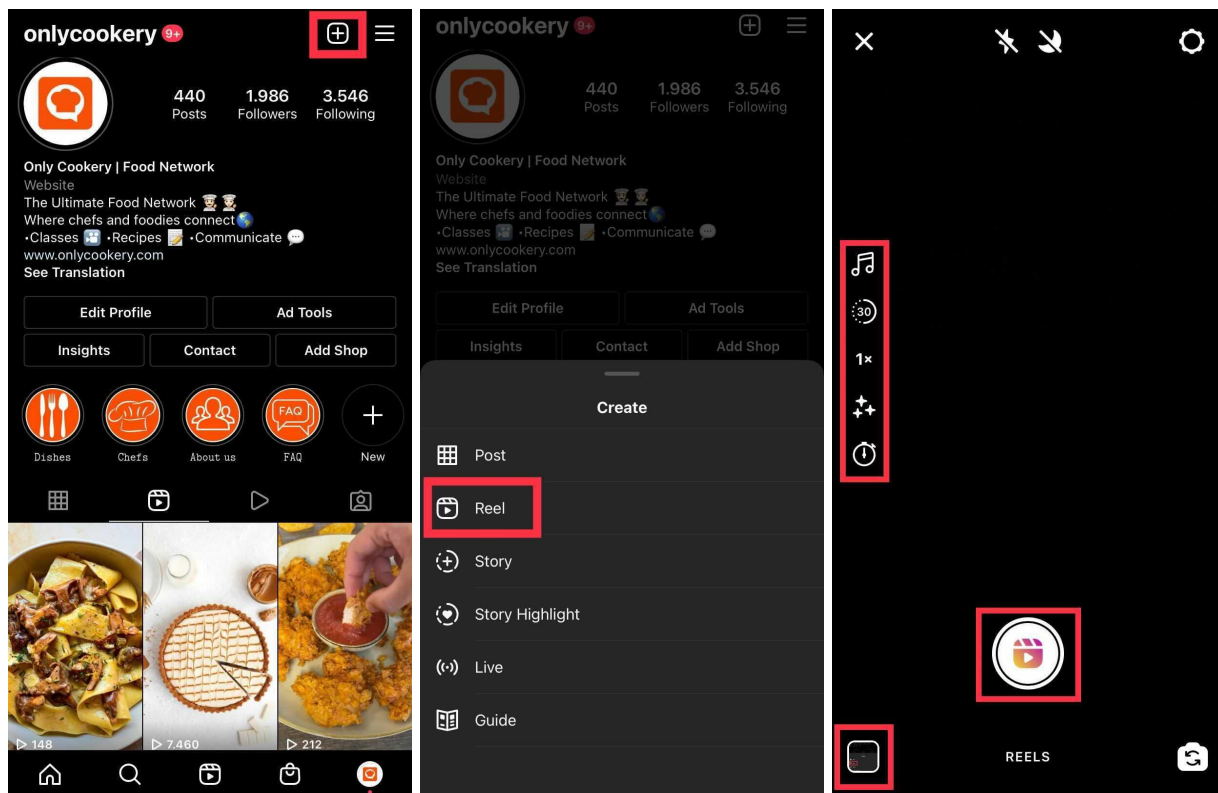 onlycookery 9+
440 1.986 3.546
Posts Followers Following
Only Cookery | Food Network
Website
The Ultimate Food Network 👨🏻‍🍳 👩🏻‍🍳
Where chefs and foodies connect🌎
•Classes 🎦 •Recipes 📝 •Communicate 💬
www.onlycookery.com
See Translation
Edit Profile Ad Tools
Insights Contact Add Shop
FAQ
Dishes Chefs About us FAQ New
148 7.460 212
onlycookery 9+
440 1.986 3.546
Posts Followers Following
Only Cookery | Food Network
Website
The Ultimate Food Network 👨🏻‍🍳 👩🏻‍🍳
Where chefs and foodies connect🌎
•Classes 🎦 •Recipes 📝 •Communicate 💬
www.onlycookery.com
See Translation
Edit Profile Ad Tools
Insights Contact Add Shop
Create
Post
Reel
Story
Story Highlight
Live
Guide
30
1×
REELS